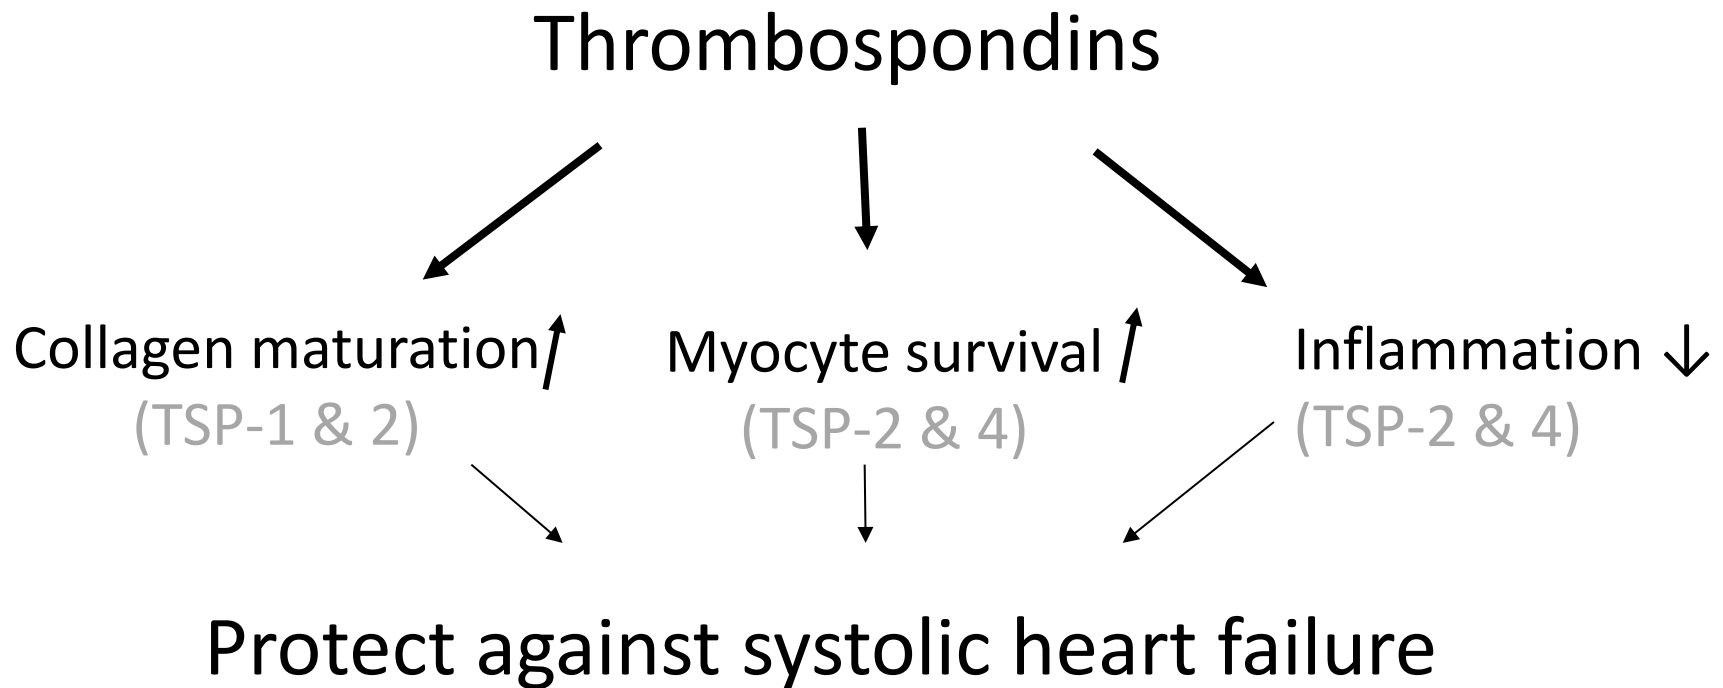 Thrombospondins
Collagen maturation
(TSP-1 & 2)
Myocyte survival
(TSP-2 & 4)
Inflammation ↓
(TSP-2 & 4)
Protect against systolic heart failure